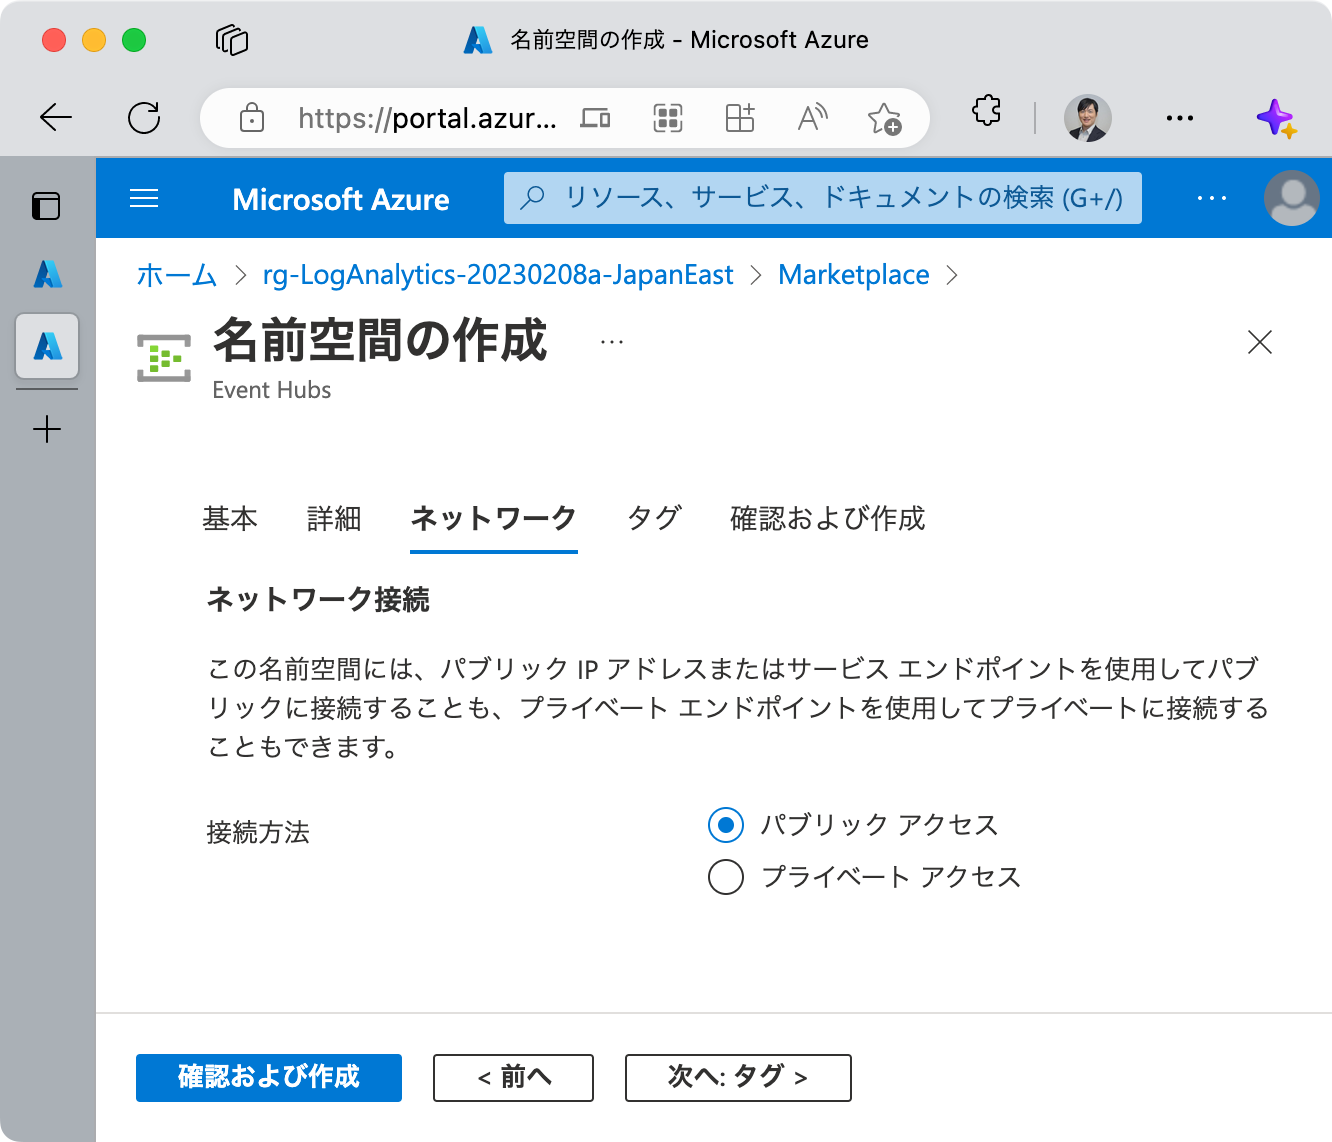 名前空間の作成 - Microsoft Azure
https://portal.azur...
Microsoft Azure
リソース、サービス、ドキュメントの検索 (G+/)
ホーム > rg-LogAnalytics-20230208a-JapanEast > Marketplace >
名前空間の作成 ...
Event Hubs
基本 詳細 ネットワーク タグ 確認および作成
ネットワーク接続
この名前空間には、パブリック IP アドレスまたはサービス エンドポイントを使用してパブ
リックに接続することも、プライベート エンドポイントを使用してプライベートに接続する
こともできます。
接続方法
パブリック アクセス
プライベート アクセス
確認および作成
< 前へ
次へ: タグ >